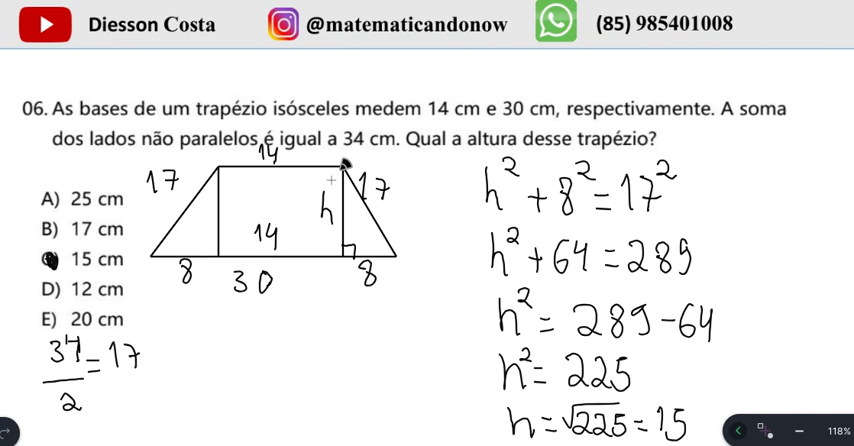 Diesson Costa @matematicandonow (85) 985401008
06. As bases de um trapézio isósceles medem 14 cm e 30 cm, respectivamente. A soma
dos lados não paralelos é igual a 34 cm. Qual a altura desse trapézio?
14
17
17
h
14
8
30
8
A) 25 cm
B) 17 cm
15 cm
D) 12 cm
E) 20 cm
34/2 = 17
h² + 8² = 17²
h² + 64 = 289
h² = 289 - 64
h² = 225
h = √225 = 15
118%